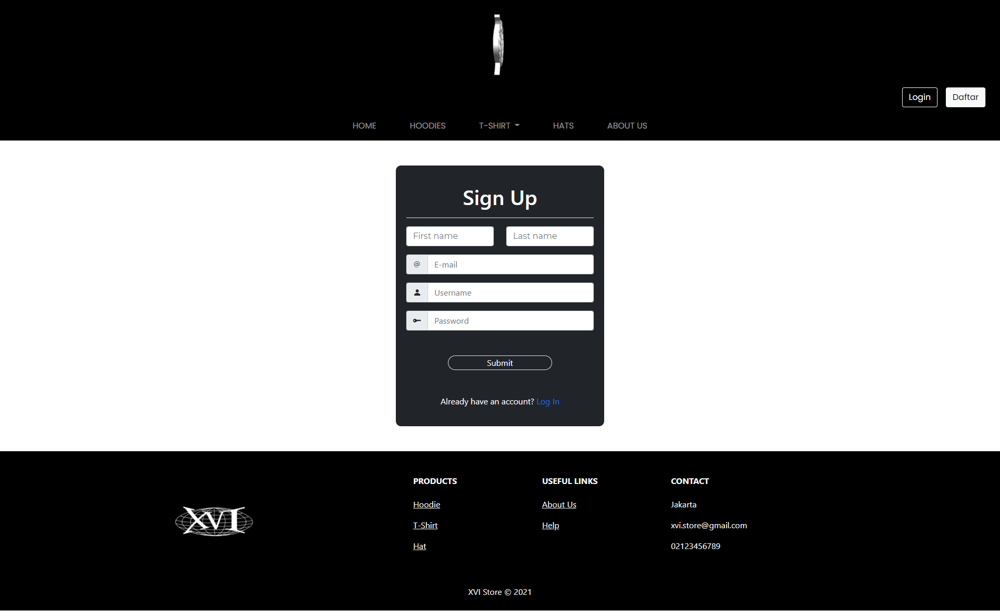 Login
Daftar
HOME
HOODIES
T-SHIRT
HATS
ABOUT US
Sign Up
First name
Last name
@
E-mail
Username
Password
Submit
Already have an account? Log In
XVI
PRODUCTS
Hoodie
T-Shirt
Hat
USEFUL LINKS
About Us
Help
CONTACT
Jakarta
xvi.store@gmail.com
02123456789
XVI Store © 2021